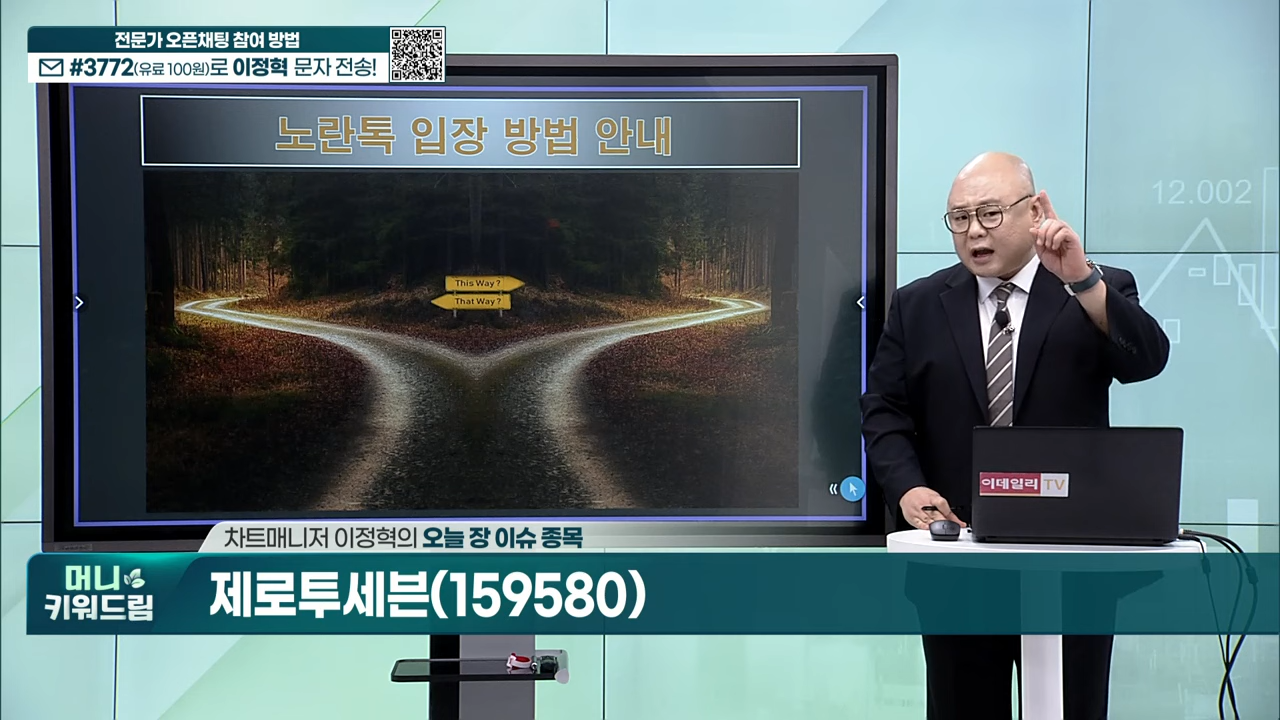 전문가 오픈채팅 참여 방법
#3772(유료 100원)로 이정혁 문자 전송!
노란톡 입장 방법 안내
This Way ?
That Way ?
12.002
이데일리 TV
차트매니저 이정혁의 오늘 장 이슈 종목
머니
키워드림
제로투세븐(159580)